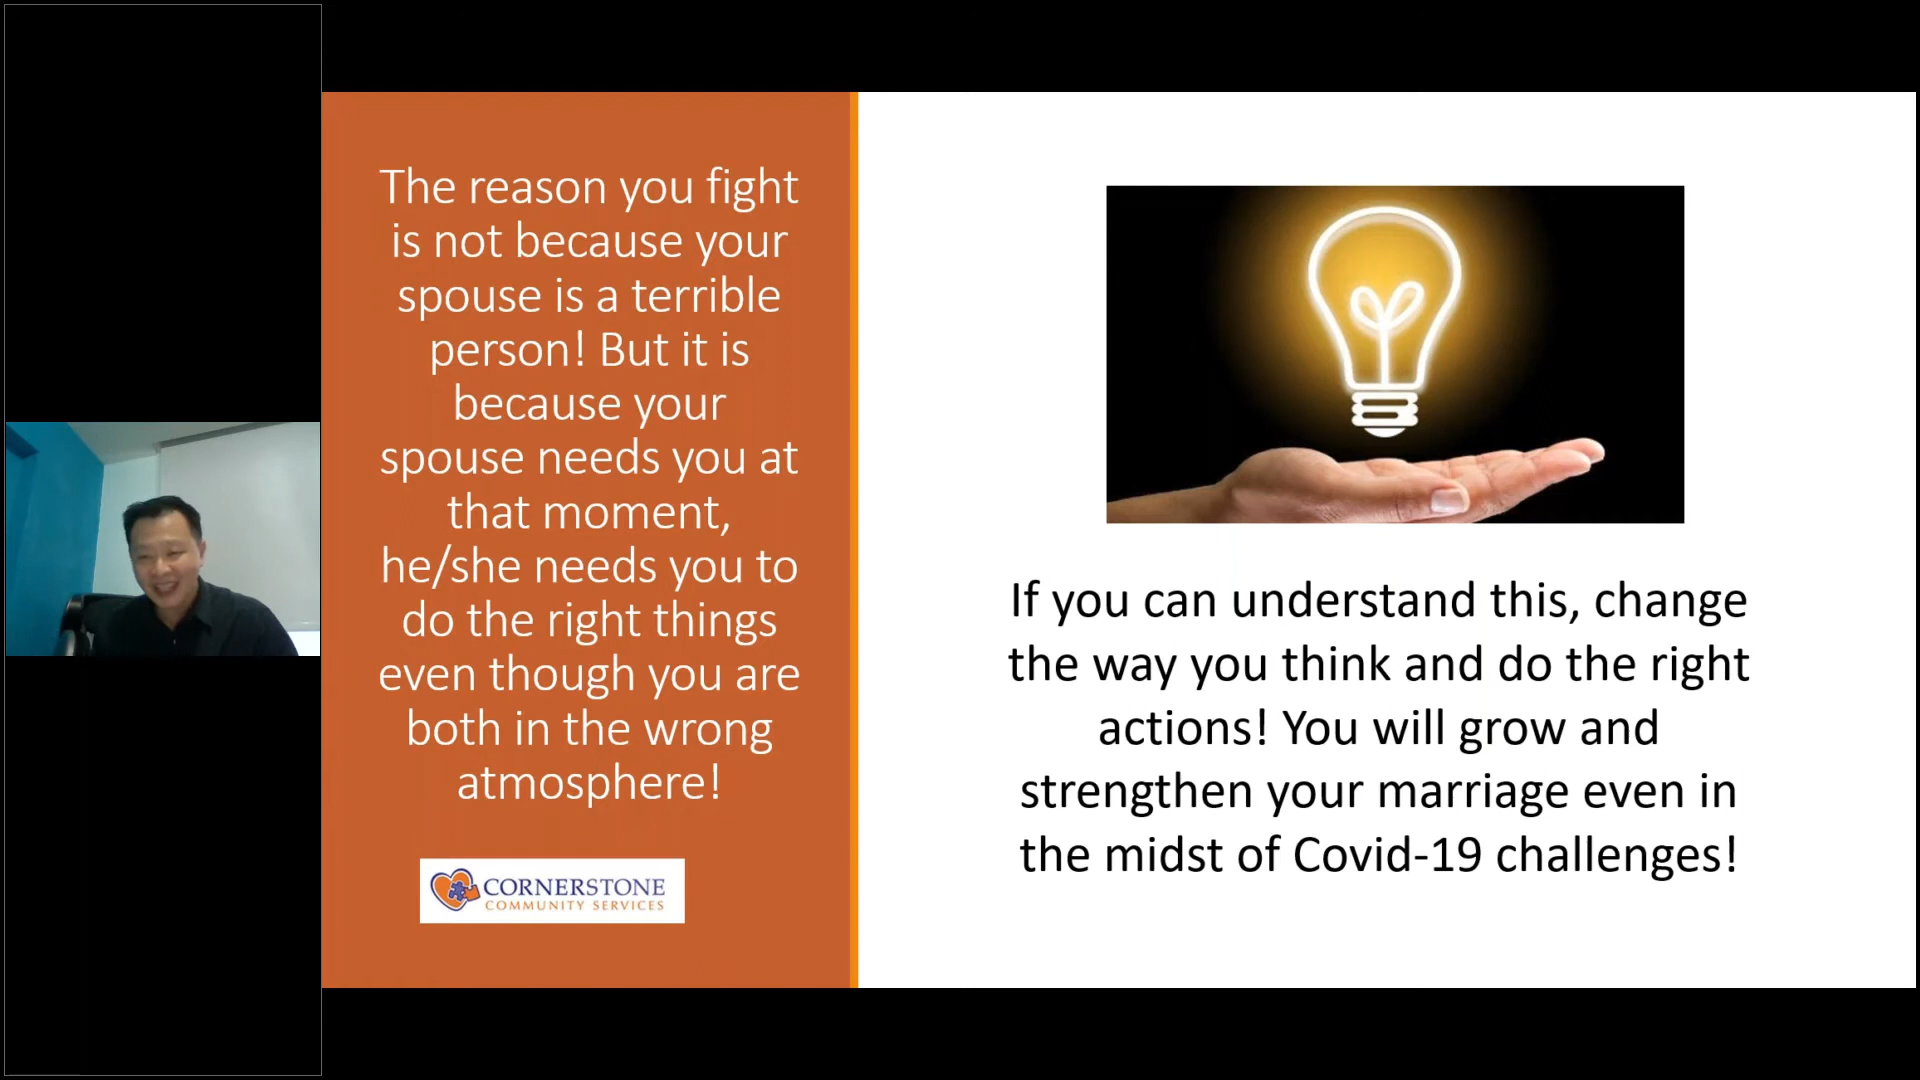 The reason you fight
is not because your
spouse is a terrible
person! But it is
because your
spouse needs you at
that moment,
he/she needs you to
do the right things
even though you are
both in the wrong
atmosphere!
CORNERSTONE
COMMUNITY SERVICES
If you can understand this, change
the way you think and do the right
actions! You will grow and
strengthen your marriage even in
the midst of Covid-19 challenges!